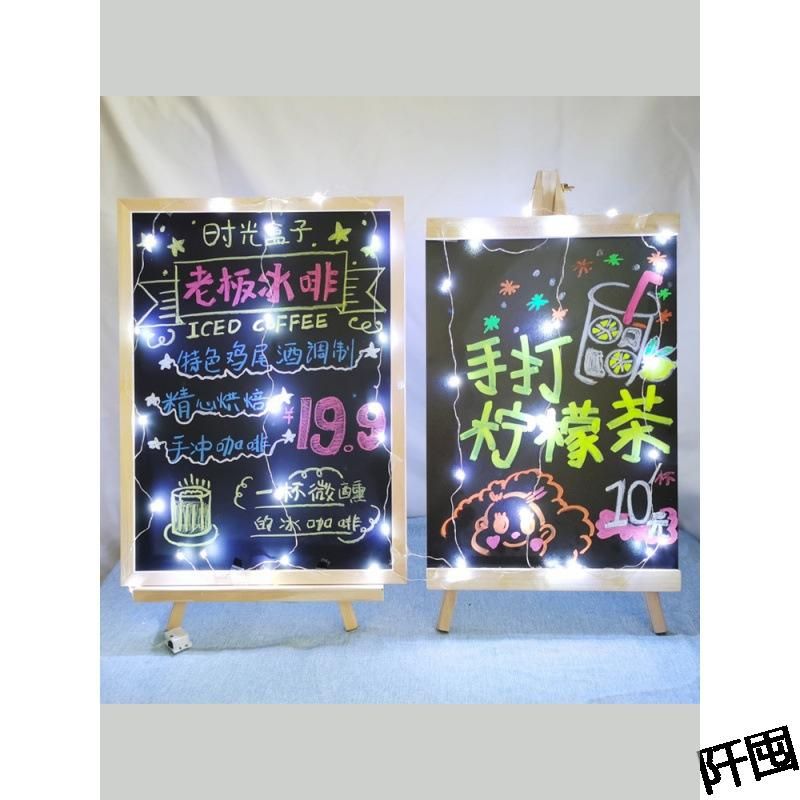 时光盒子
老板冰啡
ICED COFFEE
特色鸡尾酒调制
精心烘焙
手冲咖啡
¥19.9
一杯微醺
的冰咖啡
手打
柠檬茶
10元/杯
阡囤